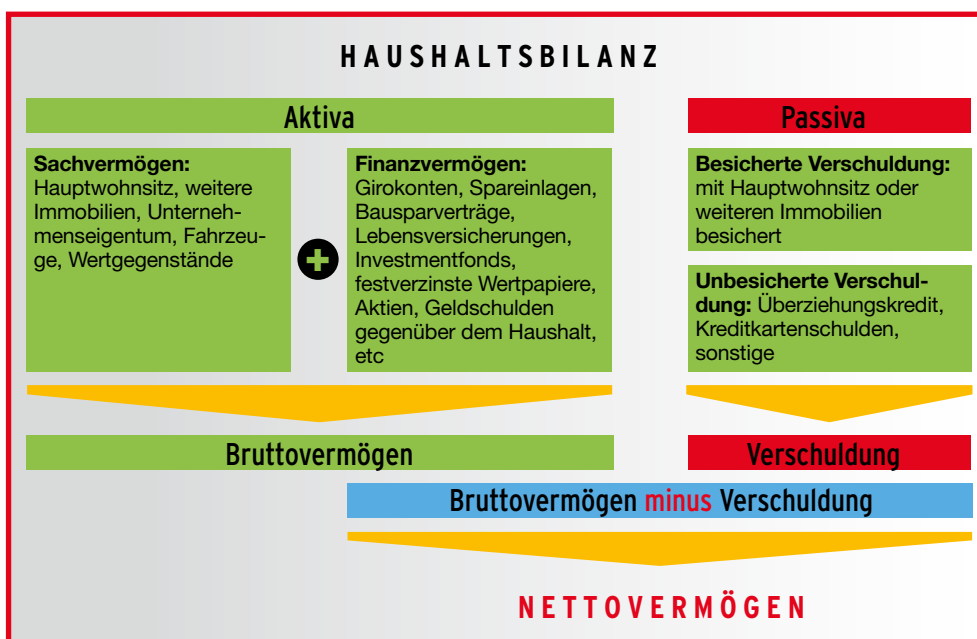 HAUSHALTSBILANZ
Aktiva
Sachvermögen:
Hauptwohnsitz, weitere
Immobilien, Unterneh-
menseigentum, Fahrzeu-
ge, Wertgegenstände
+
Finanzvermögen:
Girokonten, Spareinlagen,
Bausparverträge,
Lebensversicherungen,
Investmentfonds,
festverzinste Wertpapiere,
Aktien, Geldschulden
gegenüber dem Haushalt,
etc
Passiva
Besicherte Verschuldung:
mit Hauptwohnsitz oder
weiteren Immobilien
besichert
Unbesicherte Verschul-
dung: Überziehungskredit,
Kreditkartenschulden,
sonstige
Bruttovermögen
Verschuldung
Bruttovermögen minus Verschuldung
NETTOVERMÖGEN